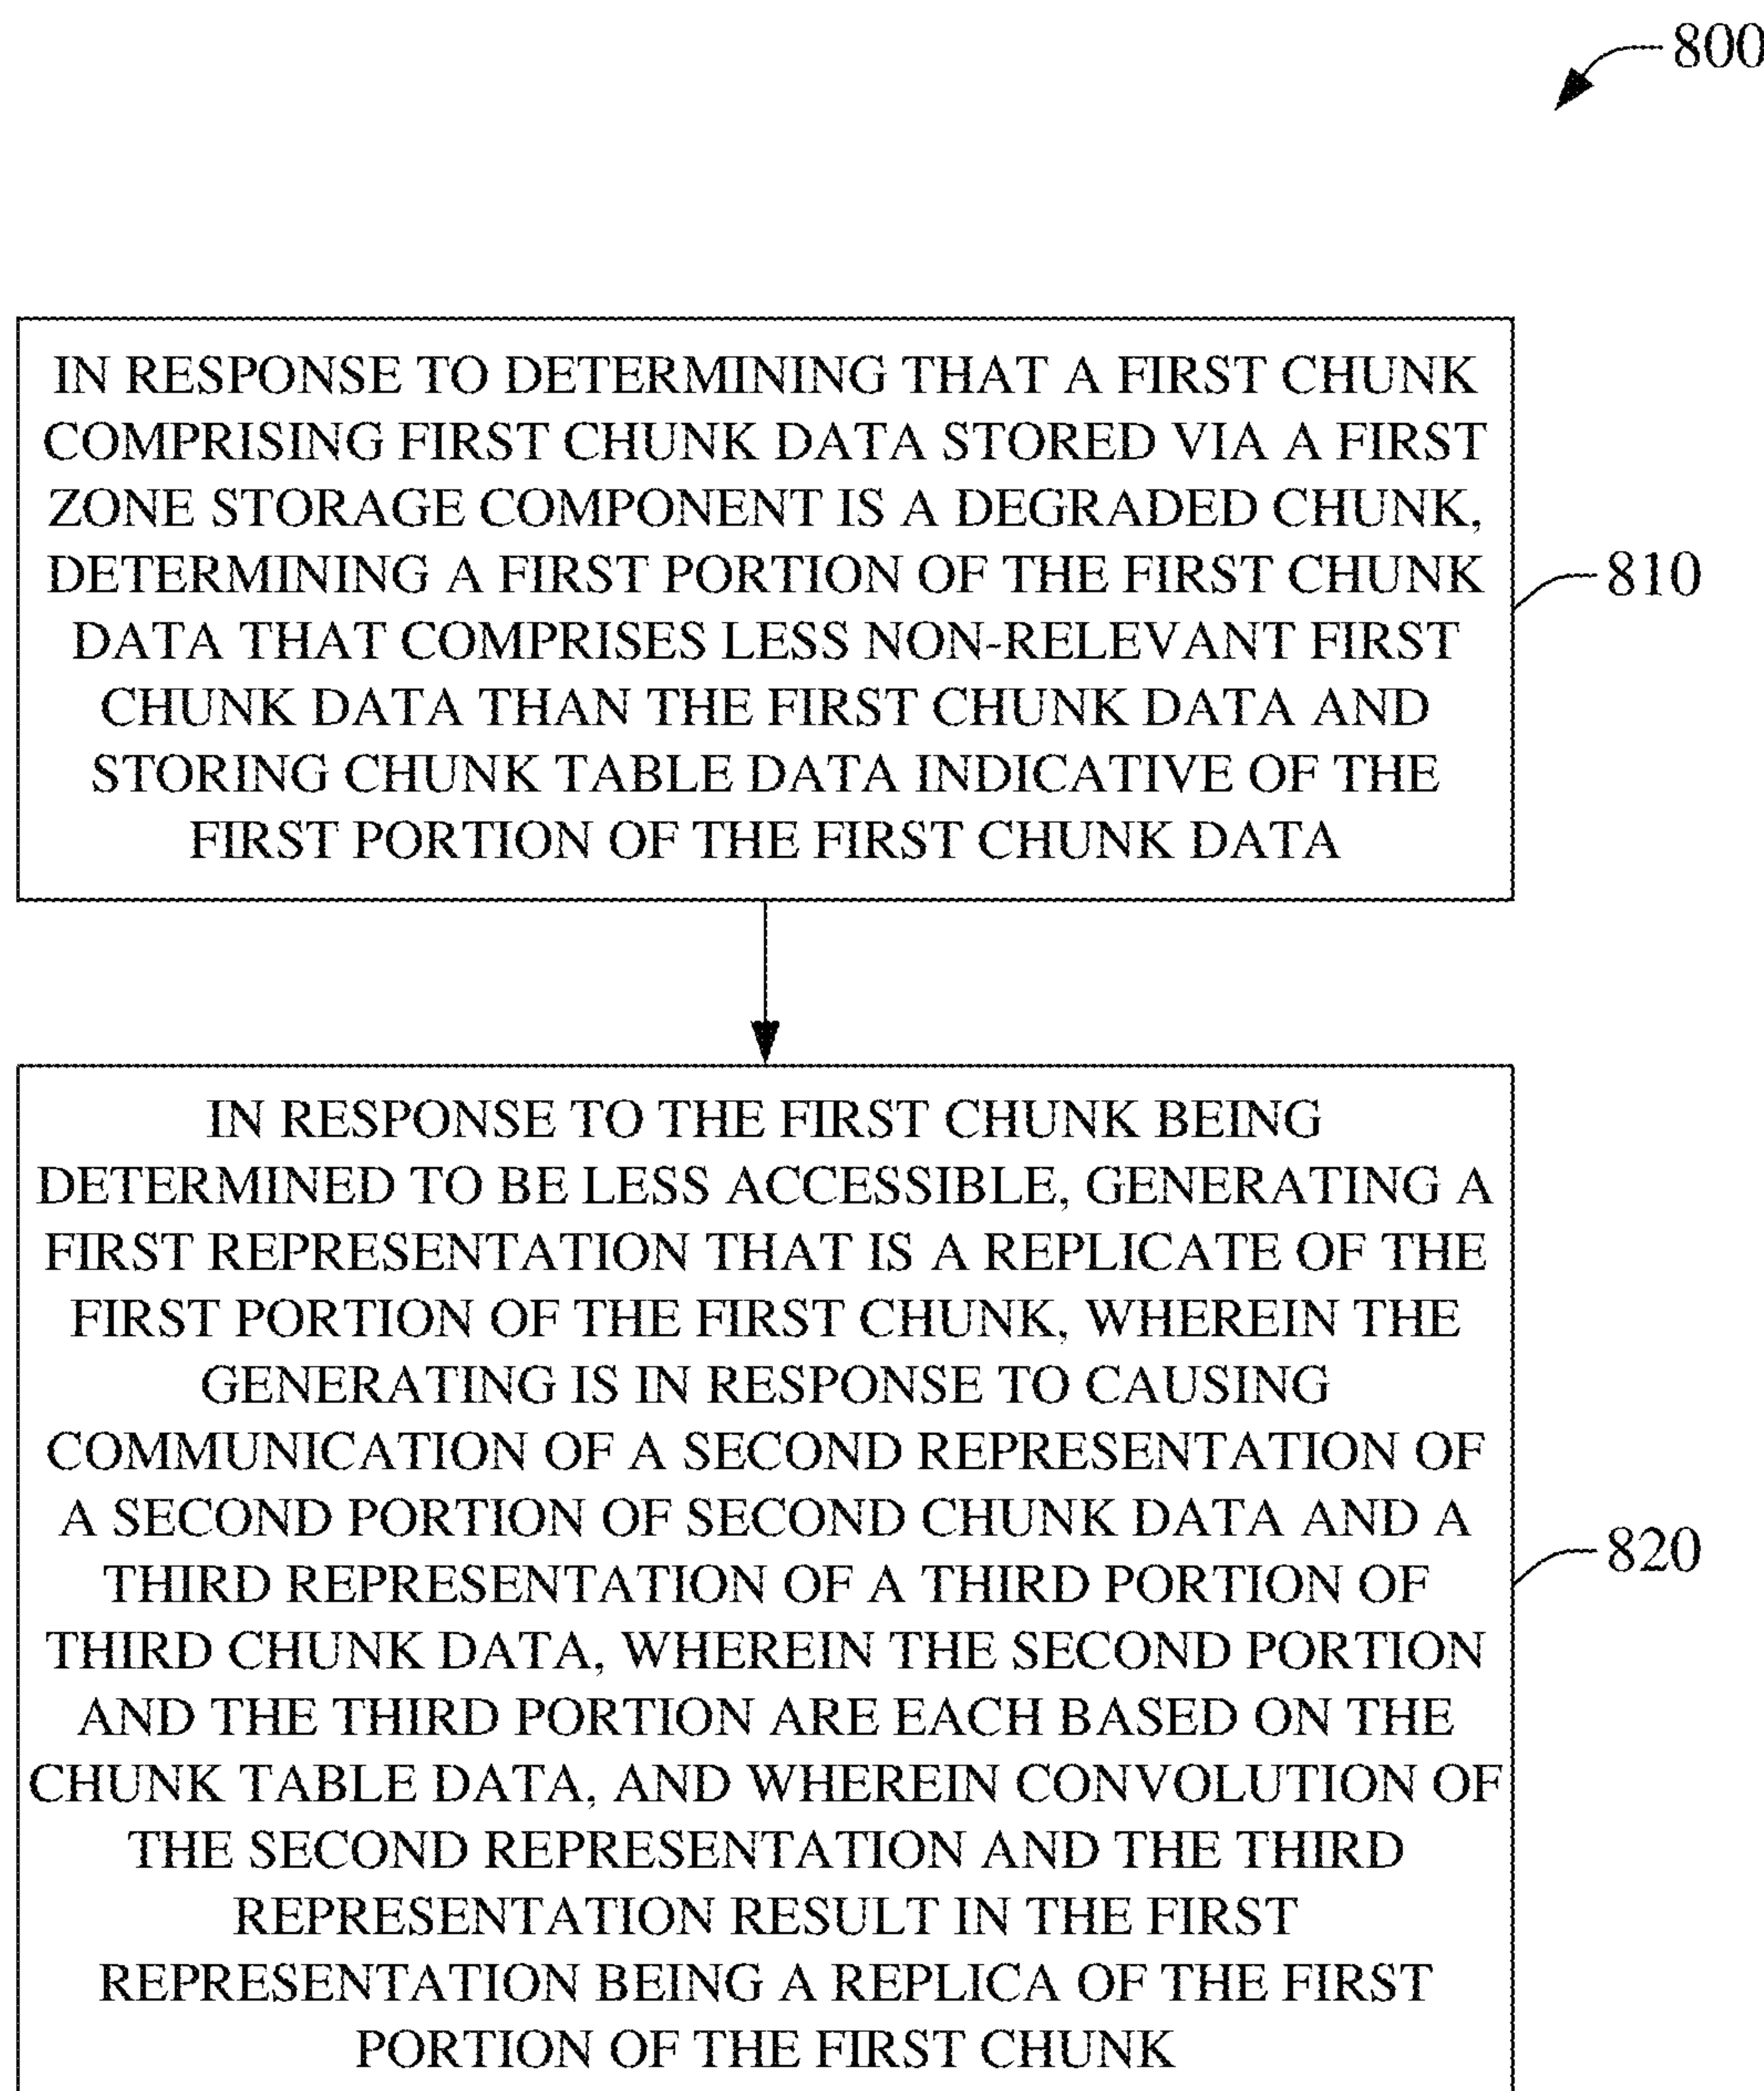 800
IN RESPONSE TO DETERMINING THAT A FIRST CHUNK
COMPRISING FIRST CHUNK DATA STORED VIA A FIRST
ZONE STORAGE COMPONENT IS A DEGRADED CHUNK,
DETERMINING A FIRST PORTION OF THE FIRST CHUNK
DATA THAT COMPRISES LESS NON-RELEVANT FIRST
CHUNK DATA THAN THE FIRST CHUNK DATA AND
STORING CHUNK TABLE DATA INDICATIVE OF THE
FIRST PORTION OF THE FIRST CHUNK DATA
810
IN RESPONSE TO THE FIRST CHUNK BEING
DETERMINED TO BE LESS ACCESSIBLE, GENERATING A
FIRST REPRESENTATION THAT IS A REPLICATE OF THE
FIRST PORTION OF THE FIRST CHUNK, WHEREIN THE
GENERATING IS IN RESPONSE TO CAUSING
COMMUNICATION OF A SECOND REPRESENTATION OF
A SECOND PORTION OF SECOND CHUNK DATA AND A
THIRD REPRESENTATION OF A THIRD PORTION OF
THIRD CHUNK DATA, WHEREIN THE SECOND PORTION
AND THE THIRD PORTION ARE EACH BASED ON THE
CHUNK TABLE DATA, AND WHEREIN CONVOLUTION OF
THE SECOND REPRESENTATION AND THE THIRD
REPRESENTATION RESULT IN THE FIRST
REPRESENTATION BEING A REPLICA OF THE FIRST
PORTION OF THE FIRST CHUNK
820